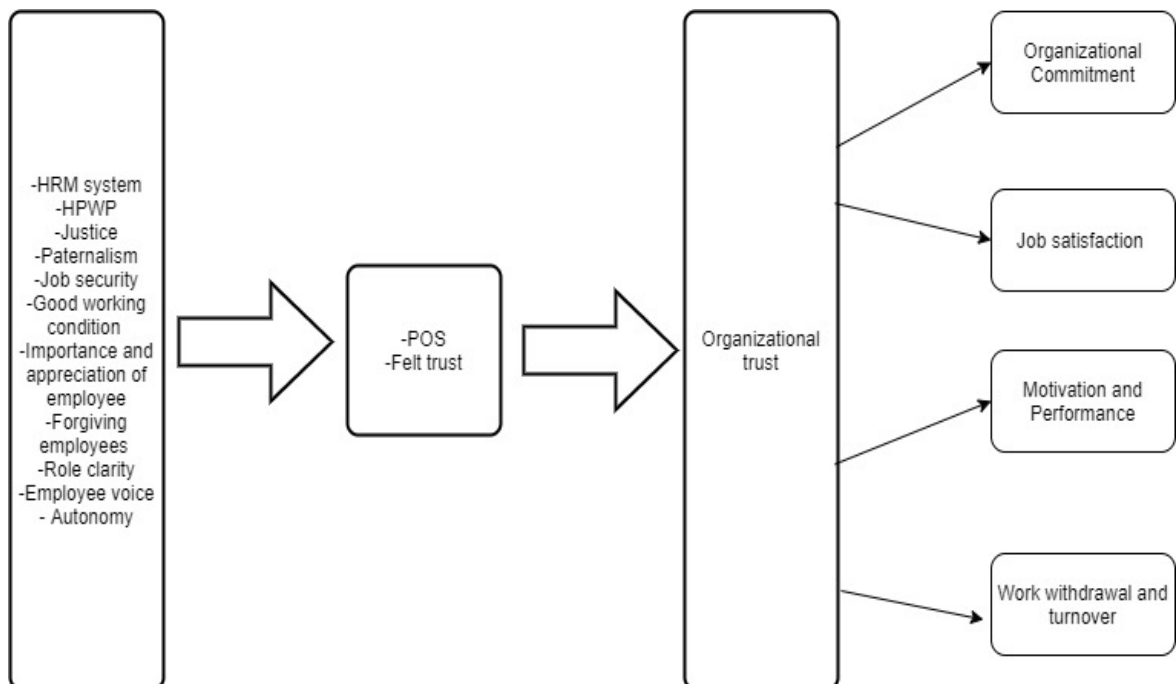 -HRM system
-HPWP
-Justice
-Paternalism
-Job security
-Good working
condition
-Importance and
appreciation of
employee
-Forgiving
employees
-Role clarity
-Employee voice
- Autonomy
-POS
-Felt trust
Organizational
trust
Organizational
Commitment
Job satisfaction
Motivation and
Performance
Work withdrawal and
turnover